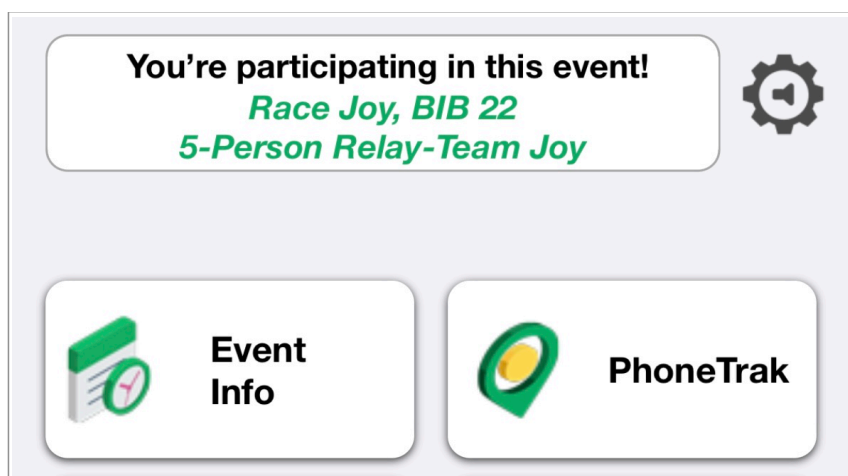 You're participating in this event!
Race Joy, BIB 22
5-Person Relay-Team Joy
Event
Info
PhoneTrak